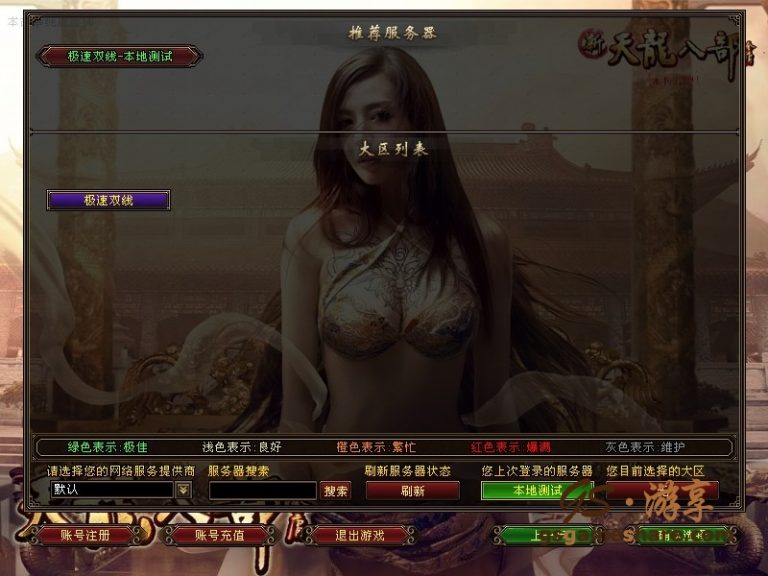 推荐服务器
新天龍八部
极速双线-本地测试
大区列表
极速双线
绿色表示:极佳
浅色表示:良好
橙色表示:繁忙
红色表示:爆满
灰色表示:维护
请选择您的网络服务提供商
服务器搜索
刷新服务器状态
您上次登录的服务器
您目前选择的大区
默认
搜索
刷新
本地测试
游享
账号注册
账号充值
退出游戏